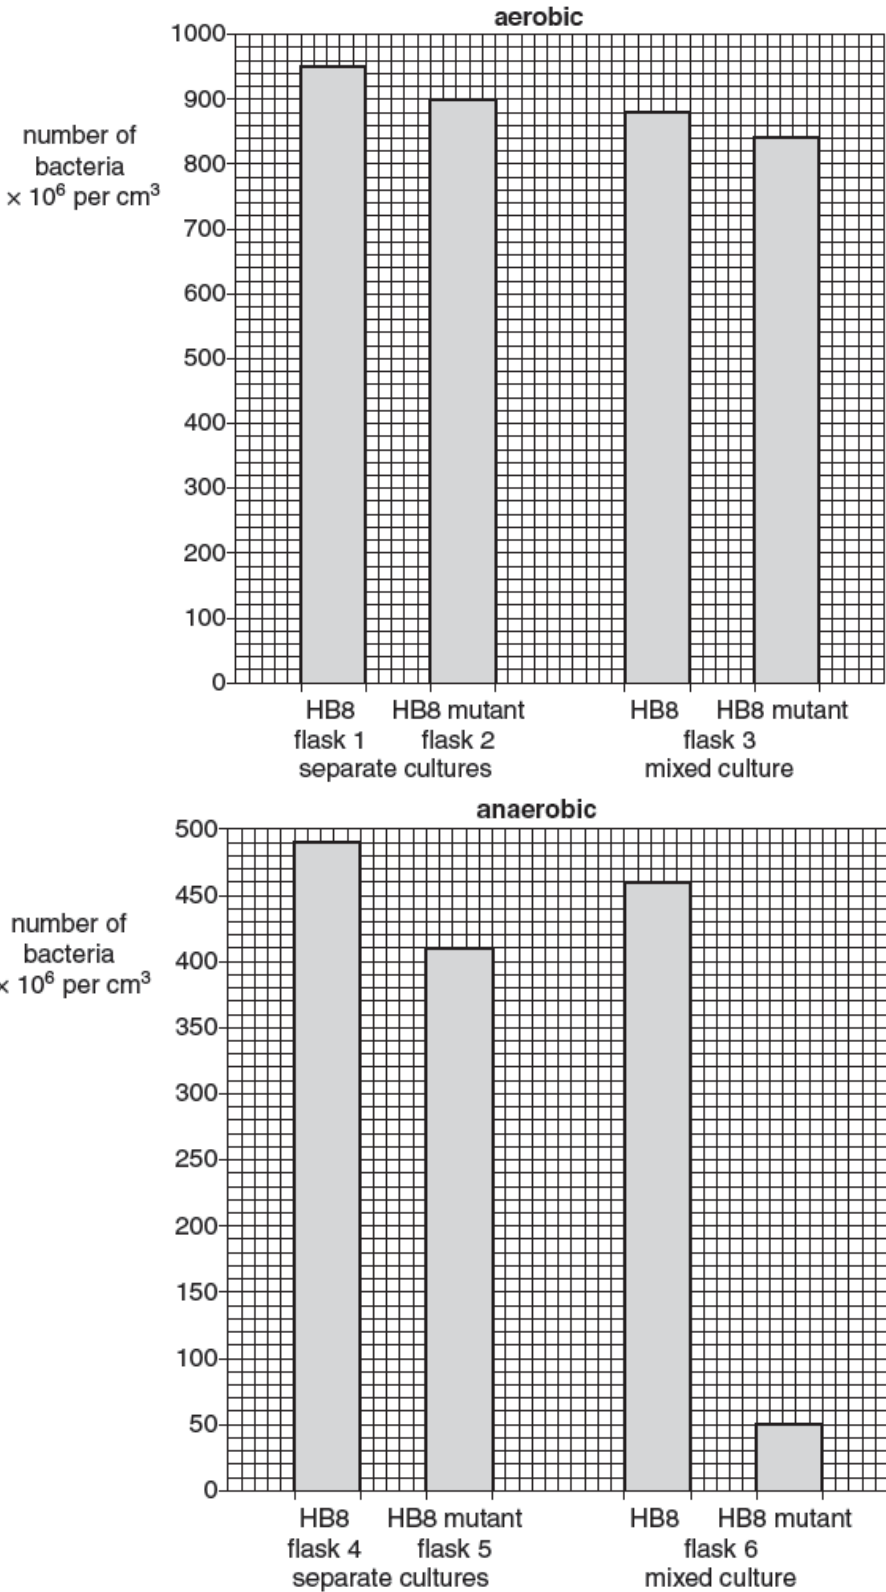 aerobic
1000
900
number of
bacteria
× 10⁶ per cm³
800
700
600
500
400
300
200
100
0
HB8 HB8 mutant HB8 HB8 mutant
flask 1 flask 2 flask 3
separate cultures mixed culture
anaerobic
500
450
number of
bacteria
× 10⁶ per cm³
400
350
300
250
200
150
100
50
0
HB8 HB8 mutant HB8 HB8 mutant
flask 4 flask 5 flask 6
separate cultures mixed culture